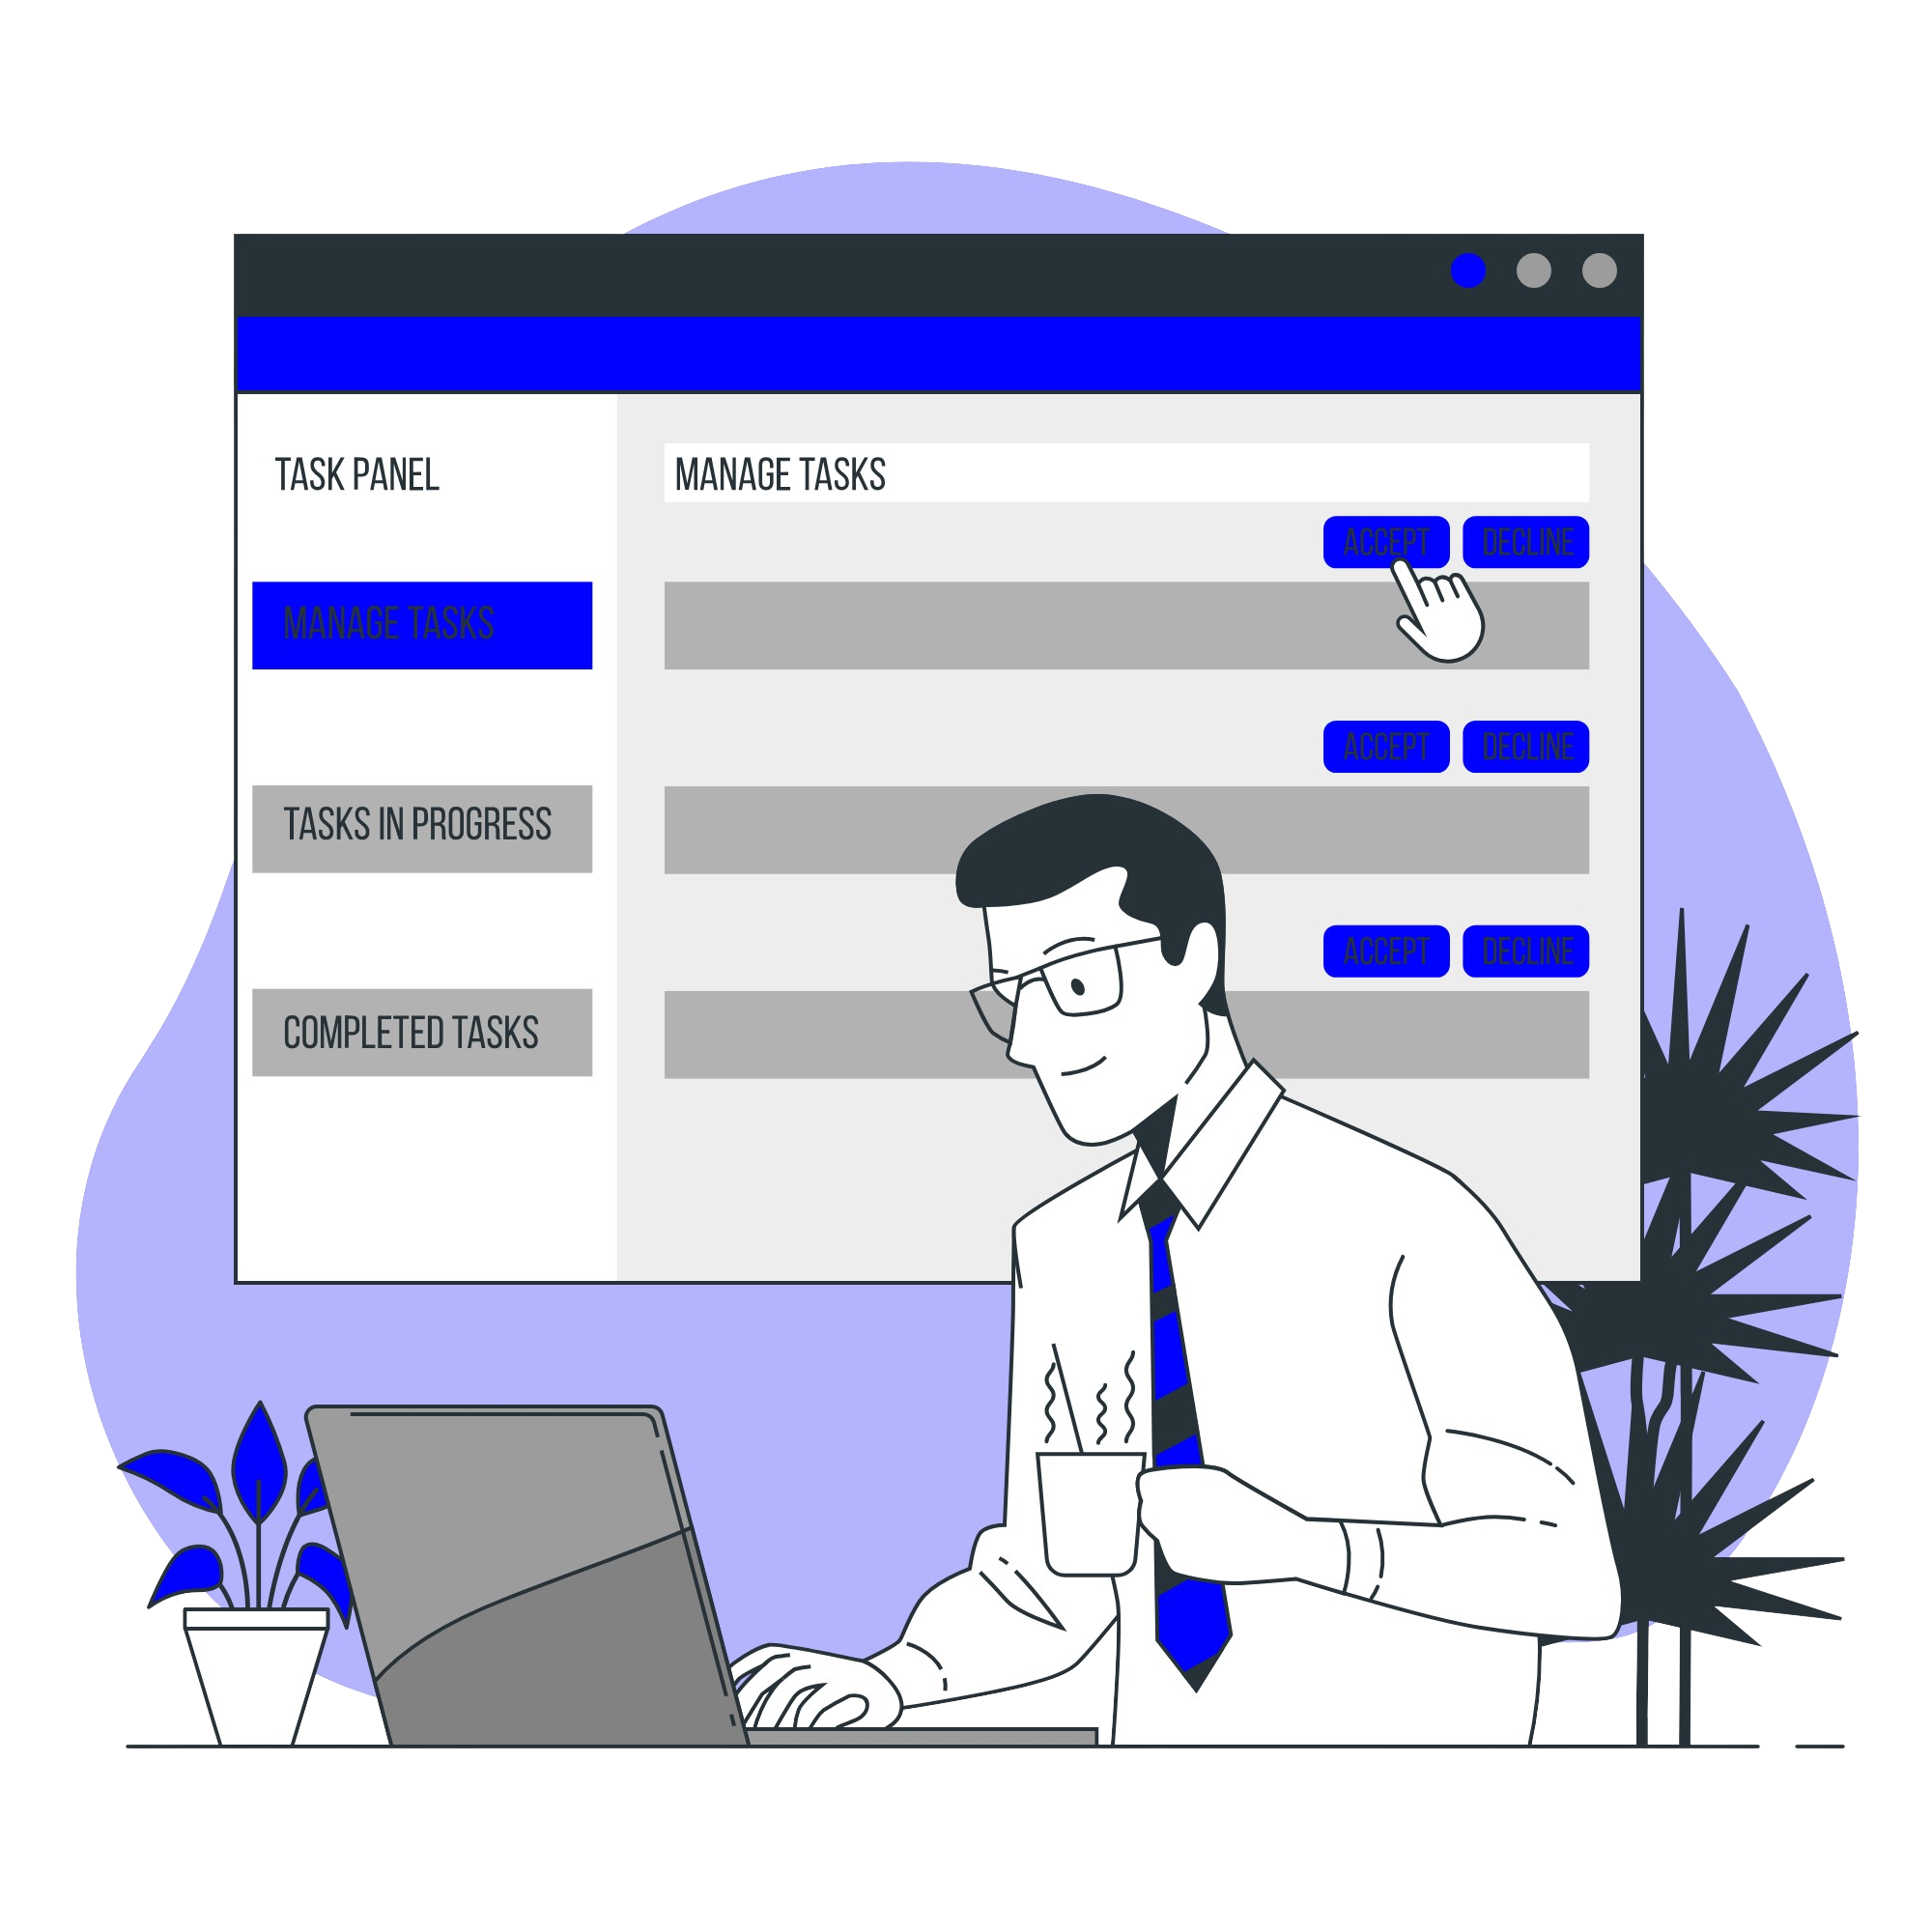 TASK PANEL
MANAGE TASKS
TASKS IN PROGRESS
COMPLETED TASKS
MANAGE TASKS
ACCEPT DECLINE
ACCEPT DECLINE
ACCEPT DECLINE